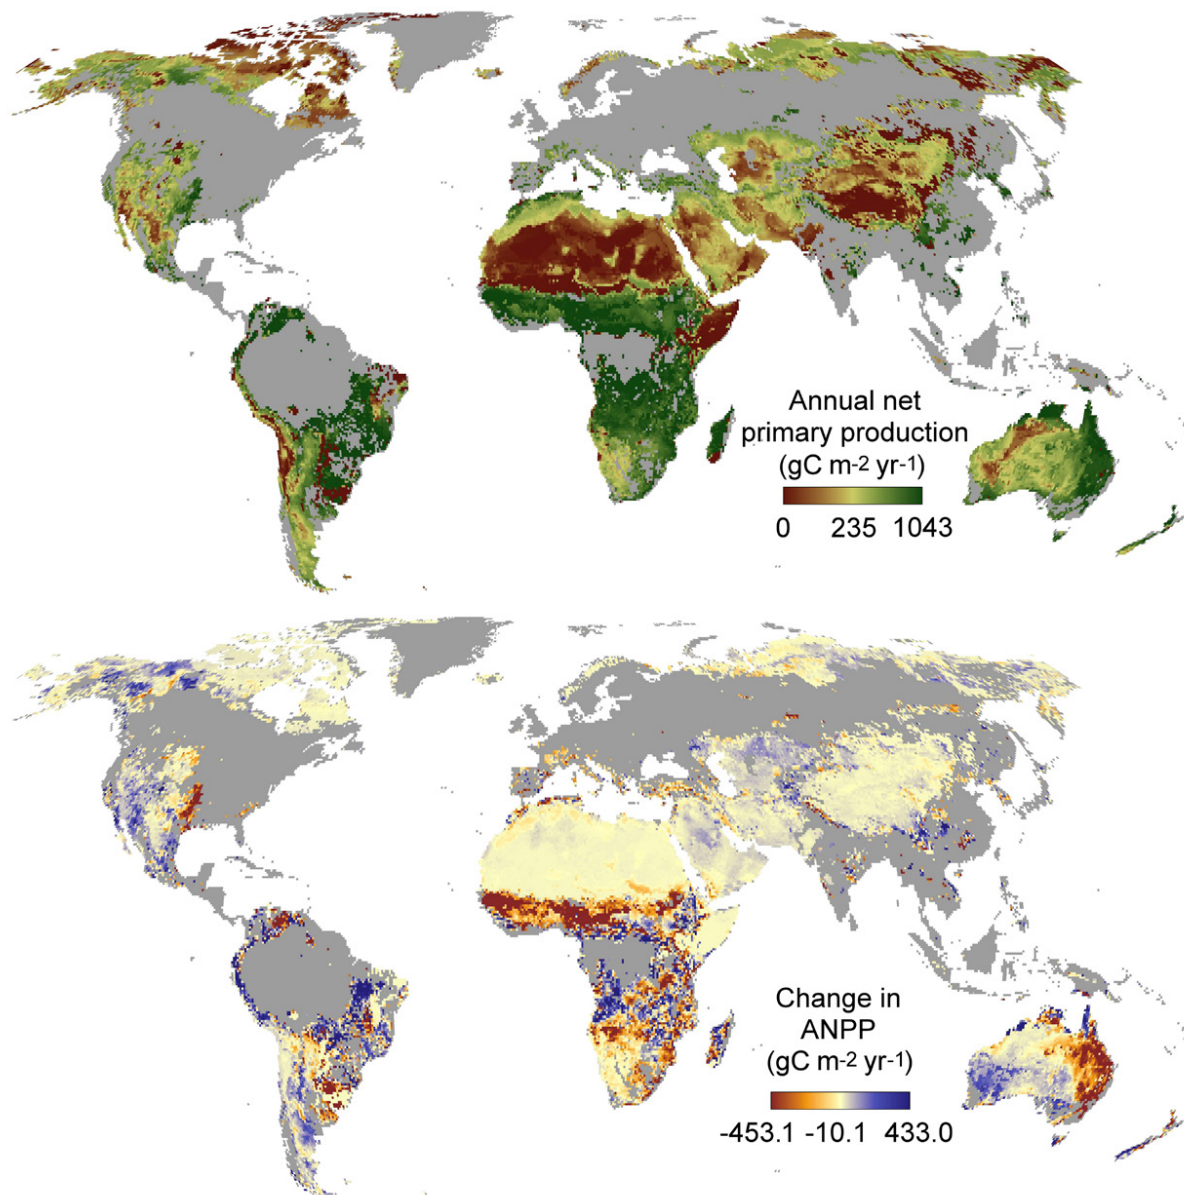 Annual net
primary production
(gC m-2 yr-1)
0 235 1043
Change in
ANPP
(gC m-2 yr-1)
-453.1 -10.1 433.0